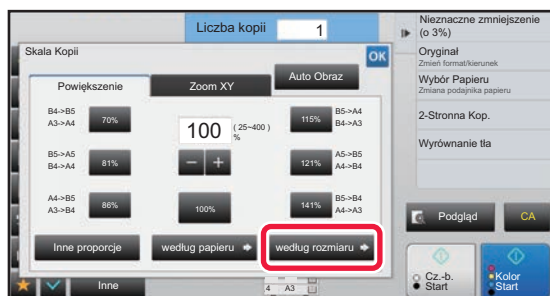 Liczba kopii 1
Skala Kopii
OK
Powiększenie
Zoom XY
Auto Obraz
B4->B5
A3->A4
70%
100 (25~400)
%
115%
B5->A4
B4->A3
B5->A5
B4->A4
81%
− +
121%
A5->B5
A4->B4
A4->B5
A3->B4
86%
100%
141%
B5->B4
A4->A3
Inne proporcje
według papieru
według rozmiaru
Inne
4 A3
Nieznaczne zmniejszenie
(o 3%)
Oryginał
Zmień format/kierunek
Wybór Papieru
Zmiana podajnika papieru
2-Stronna Kop.
Wyrównanie tła
Podgląd
CA
Cz.-b.
Start
Kolor
Start